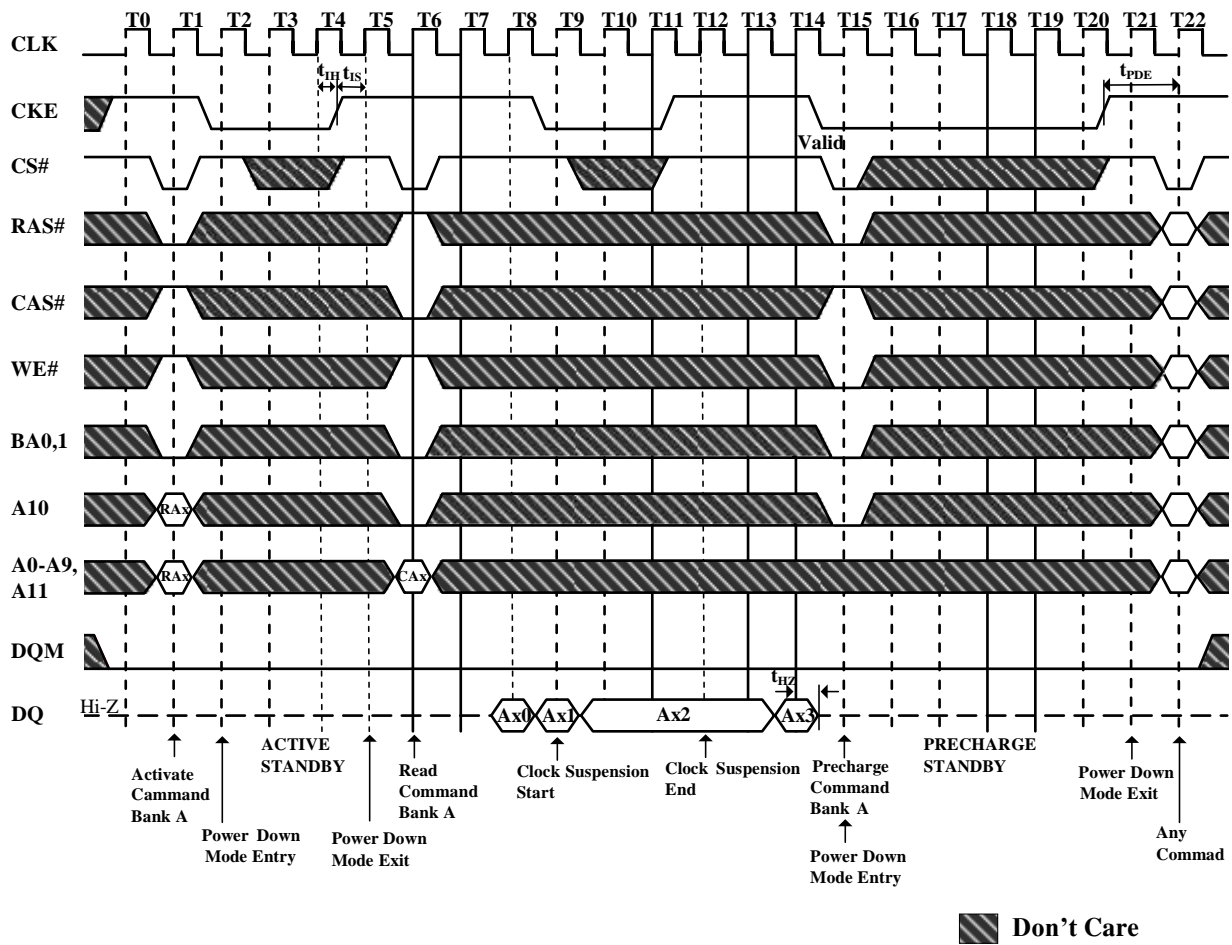 T0 T1 T2 T3 T4 T5 T6 T7 T8 T9 T10 T11 T12 T13 T14 T15 T16 T17 T18 T19 T20 T21 T22
CLK
tIH tIS tPDE
CKE
Valid
CS#
RAS#
CAS#
WE#
BA0,1
A10 RAx
A0-A9, RAx CAx
A11
DQM
tHZ
DQ Hi-Z Ax0 Ax1 Ax2 Ax3
Activate
Cammand
Bank A
Power Down
Mode Entry
ACTIVE
STANDBY
Power Down
Mode Exit
Read
Command
Bank A
Clock Suspension
Start
Clock Suspension
End
Precharge
Command
Bank A
Power Down
Mode Entry
PRECHARGE
STANDBY
Power Down
Mode Exit
Any
Commad
Don't Care